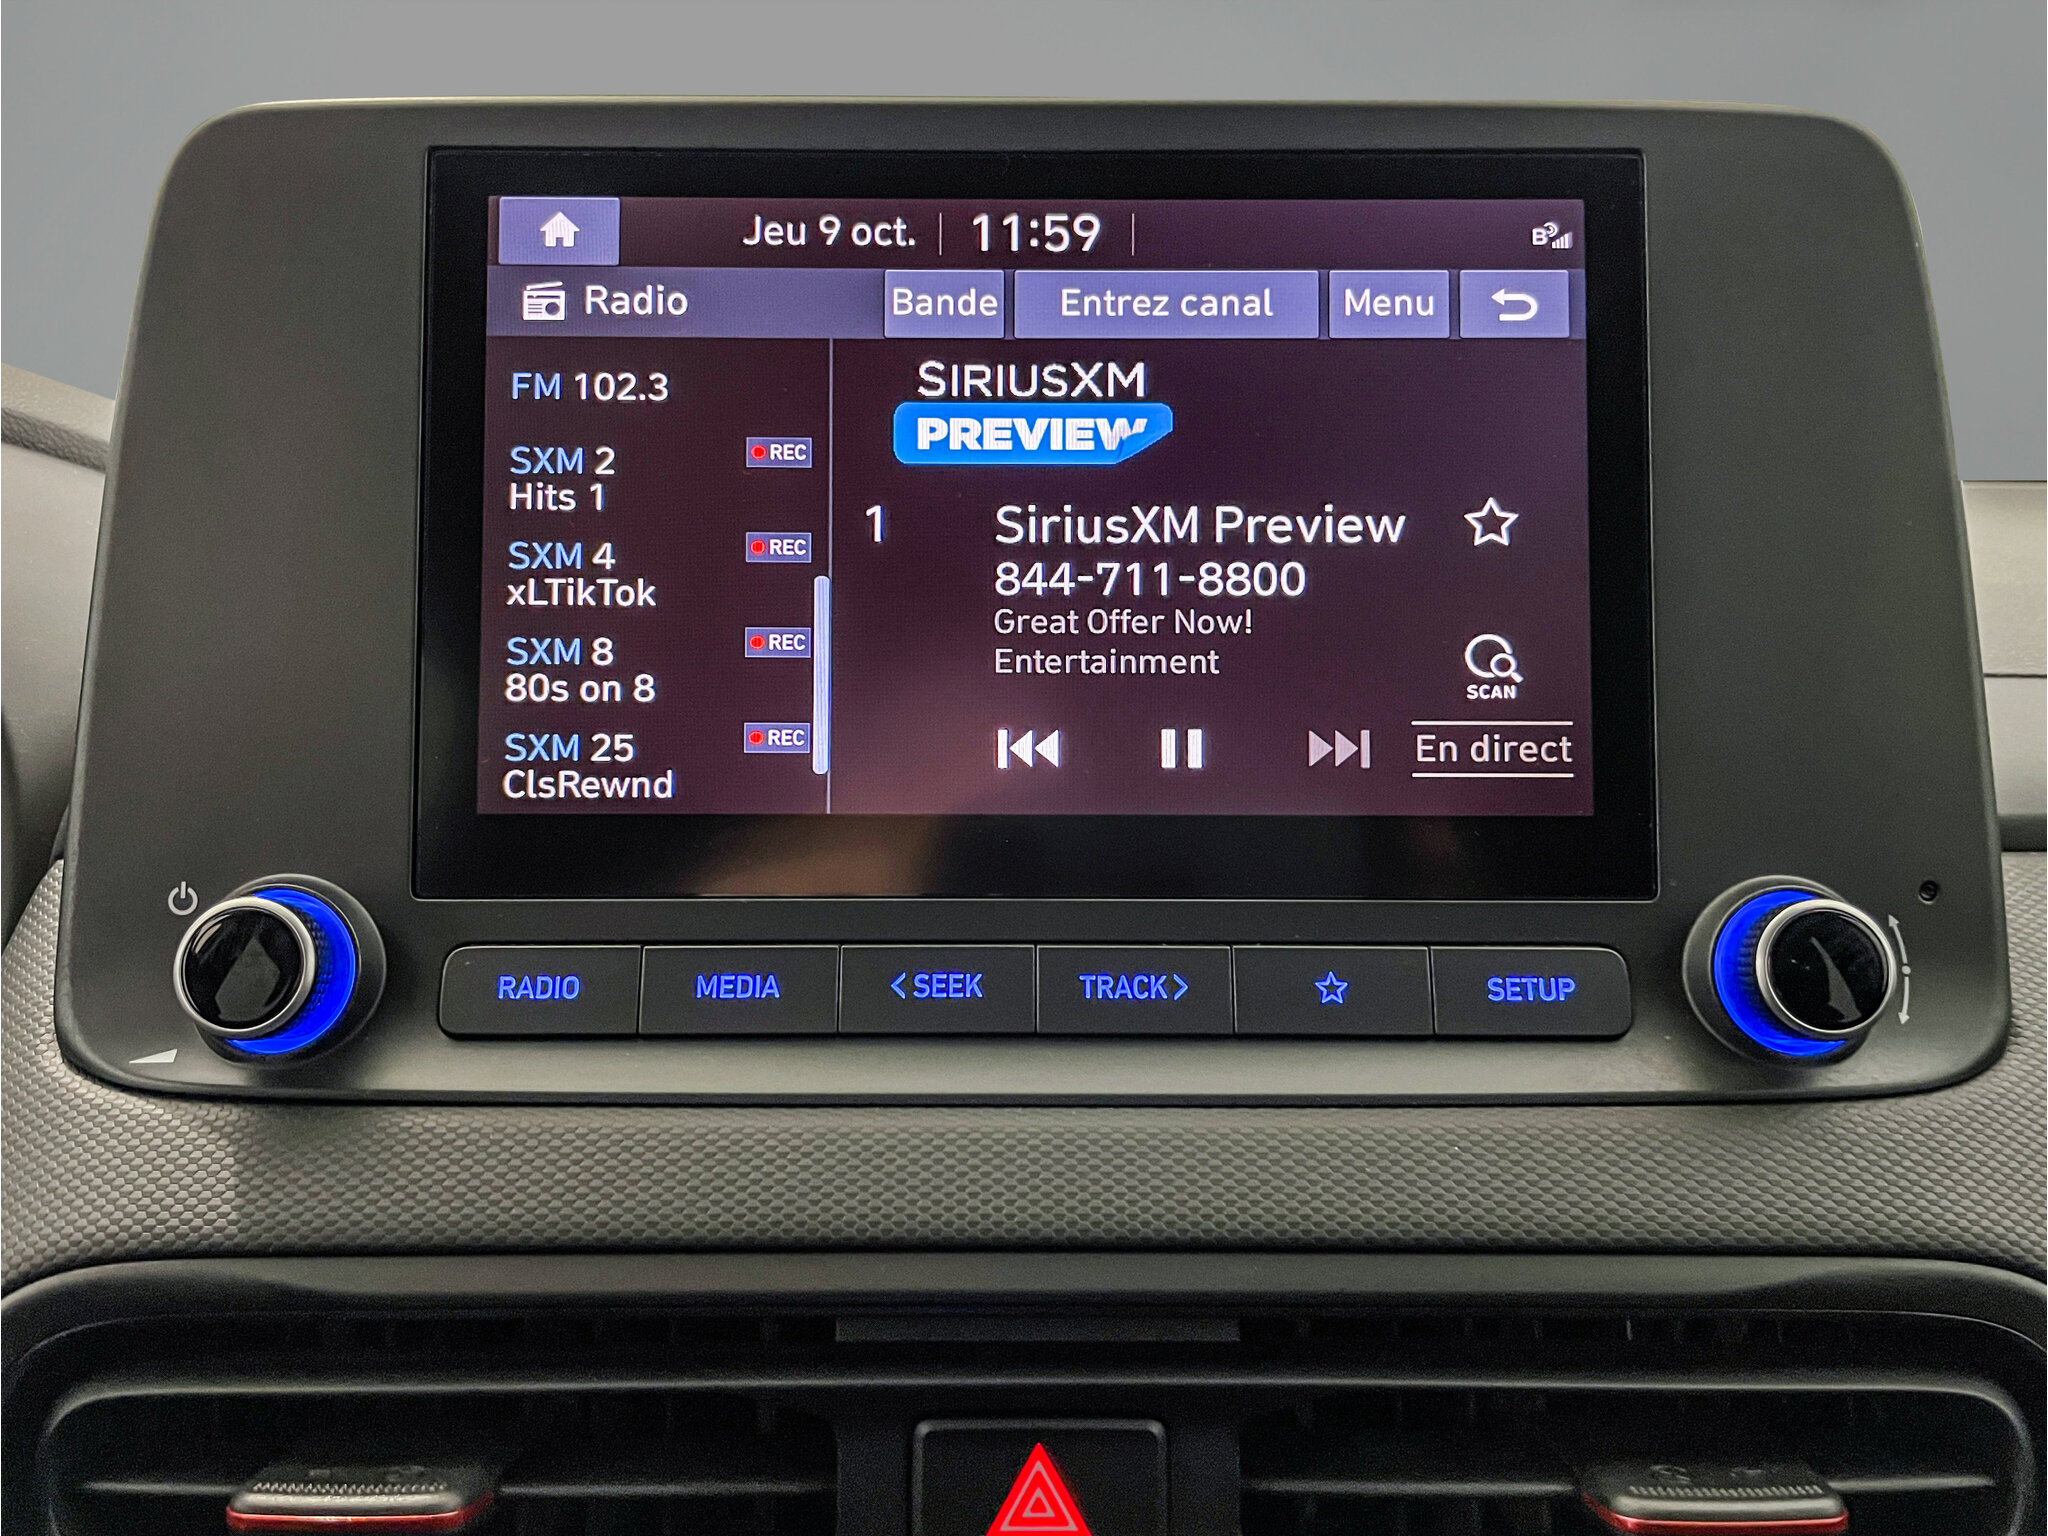 Jeu 9 oct. 11:59
B
Radio Bande Entrez canal Menu
FM 102.3
SXM 2 REC
Hits 1
SXM 4 REC
xLTikTok
SXM 8 REC
80s on 8
SXM 25 REC
ClsRewnd
SIRIUSXM
PREVIEW
1 SiriusXM Preview
844-711-8800
Great Offer Now!
Entertainment
SCAN
En direct
RADIO MEDIA <SEEK TRACK> SETUP